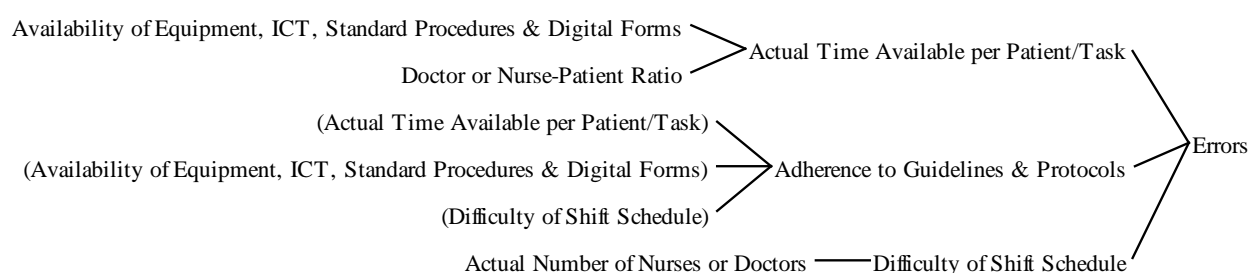 Availability of Equipment, ICT, Standard Procedures & Digital Forms
Actual Time Available per Patient/Task
Doctor or Nurse-Patient Ratio
(Actual Time Available per Patient/Task)
Errors
(Availability of Equipment, ICT, Standard Procedures & Digital Forms)
Adherence to Guidelines & Protocols
(Difficulty of Shift Schedule)
Actual Number of Nurses or Doctors
Difficulty of Shift Schedule